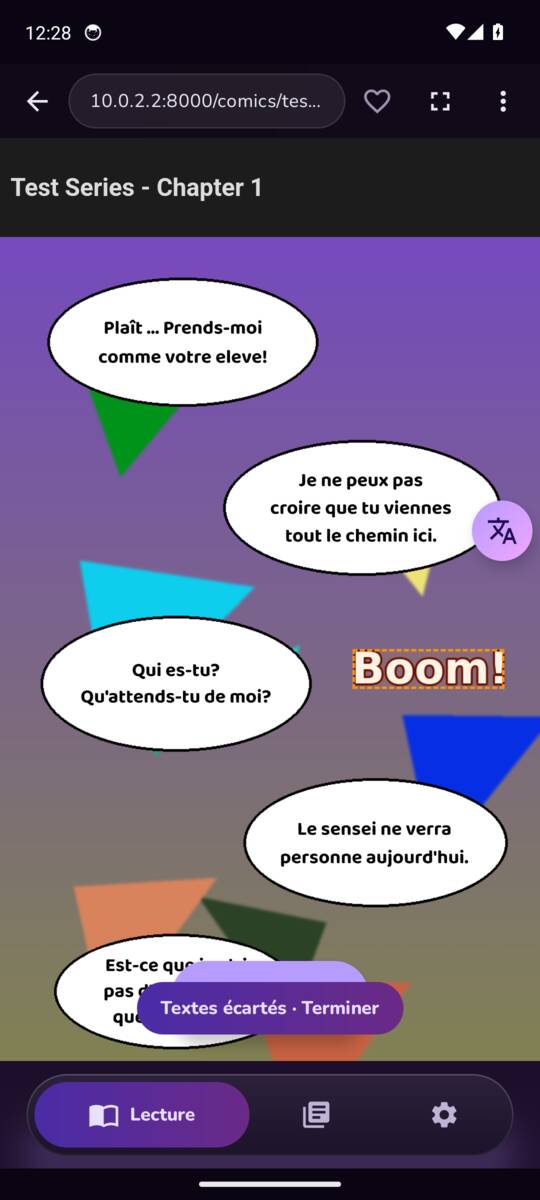 12:28
10.0.2.2:8000/comics/tes...
Test Series - Chapter 1
Plaît ... Prends-moi
comme votre eleve!
Je ne peux pas
croire que tu viennes
tout le chemin ici.
Qui es-tu?
Qu'attends-tu de moi?
Boom!
Le sensei ne verra
personne aujourd'hui.
Est-ce que
pas
que
Textes écartés · Terminer
Lecture